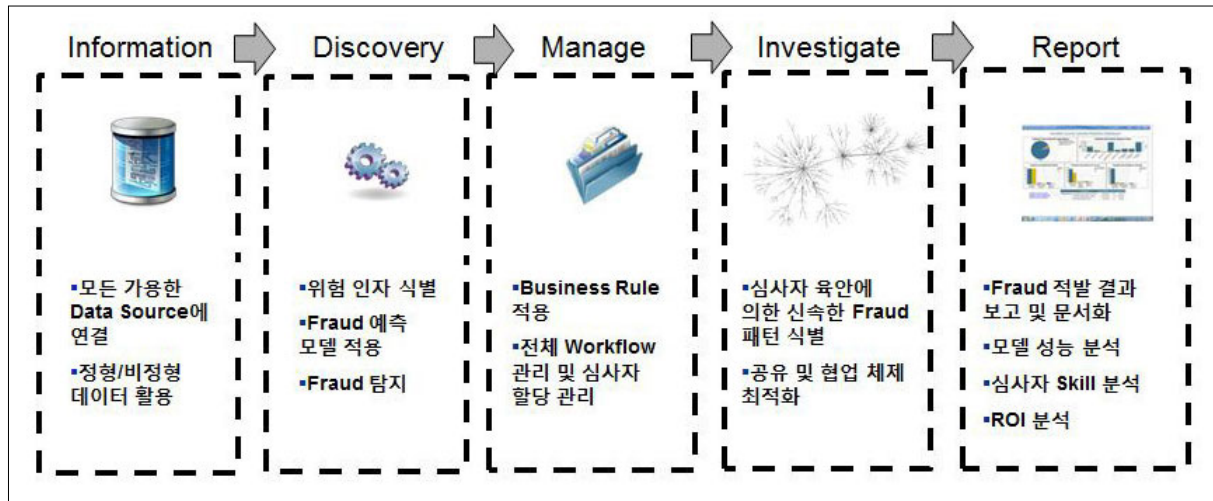 Information
Discovery
Manage
Investigate
Report
▪모든 가용한
Data Source에
연결
▪정형/비정형
데이터 활용
▪위험 인자 식별
▪Fraud 예측
모델 적용
▪Fraud 탐지
▪Business Rule
적용
▪전체 Workflow
관리 및 심사자
할당 관리
▪심사자 육안에
의한 신속한 Fraud
패턴 식별
▪공유 및 협업 체제
최적화
▪Fraud 적발 결과
보고 및 문서화
▪모델 성능 분석
▪심사자 Skill 분석
▪ROI 분석